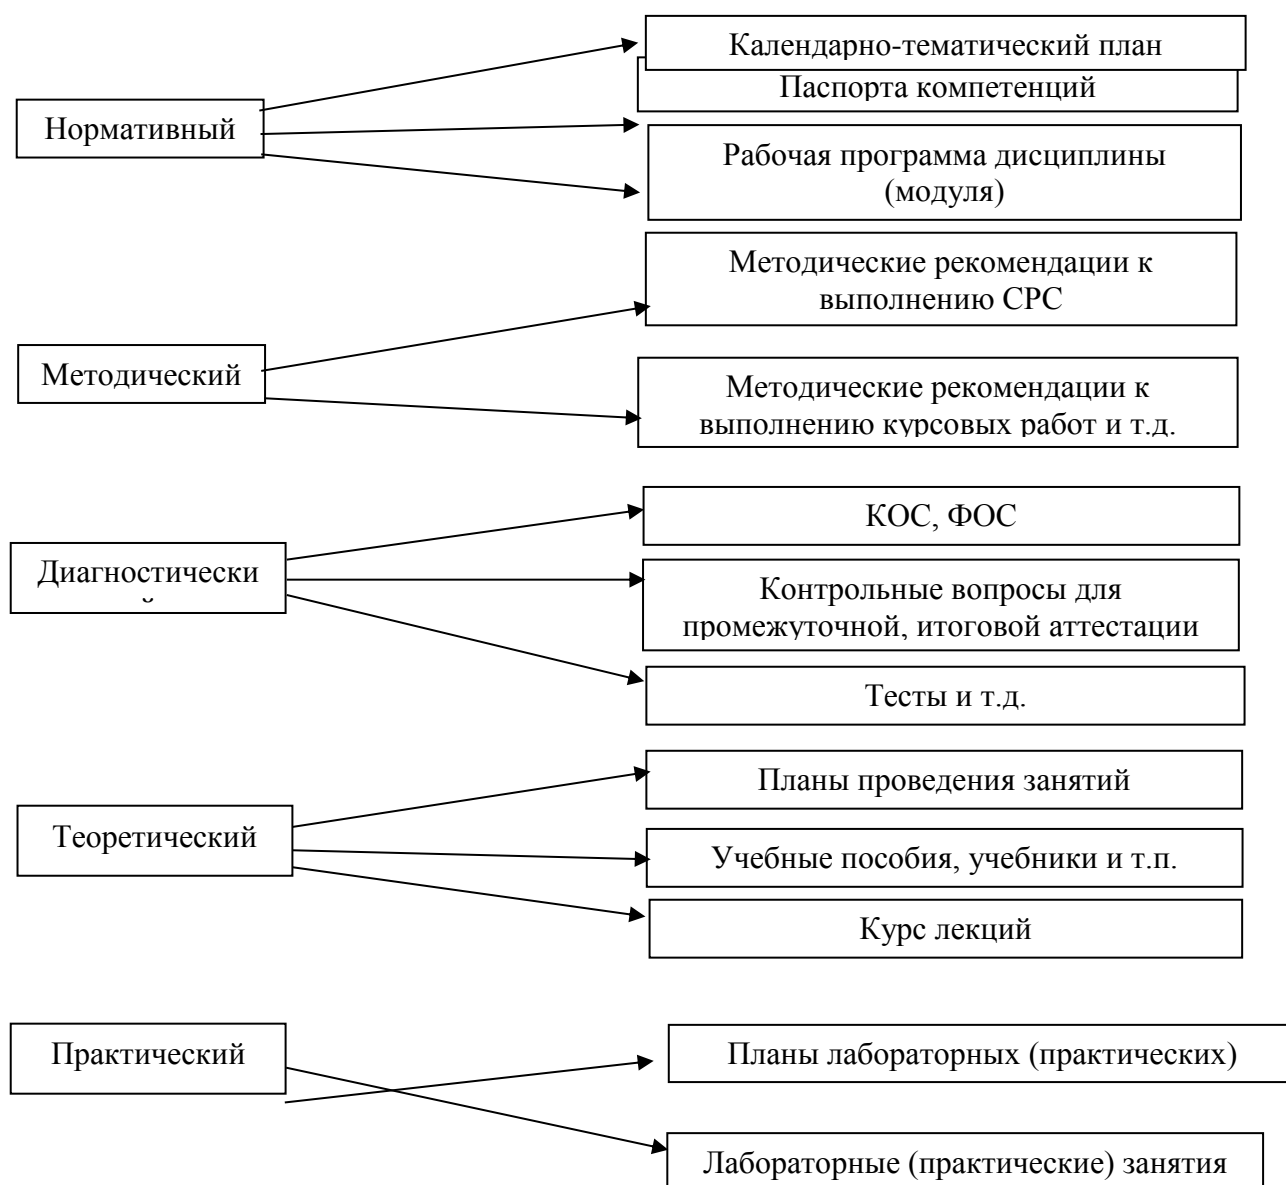 Календарно-тематический план
Паспорта компетенций
Нормативный
Рабочая программа дисциплины
(модуля)
Методические рекомендации к
выполнению СРС
Методический
Методические рекомендации к
выполнению курсовых работ и т.д.
КОС, ФОС
Диагностически
й
Контрольные вопросы для
промежуточной, итоговой аттестации
Тесты и т.д.
Планы проведения занятий
Теоретический
Учебные пособия, учебники и т.п.
Курс лекций
Практический
Планы лабораторных (практических)
Лабораторные (практические) занятия